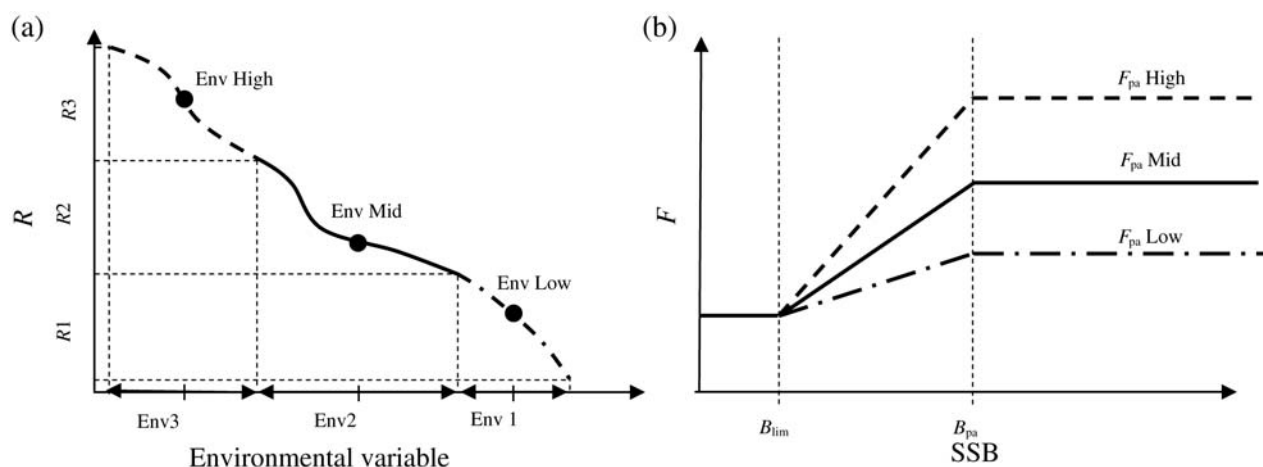 (a)
Env High
R3
Env Mid
R2
R
Env Low
R1
Env3
Env2
Env 1
Environmental variable
(b)
Fpa High
Fpa Mid
F
Fpa Low
Blim
Bpa
SSB